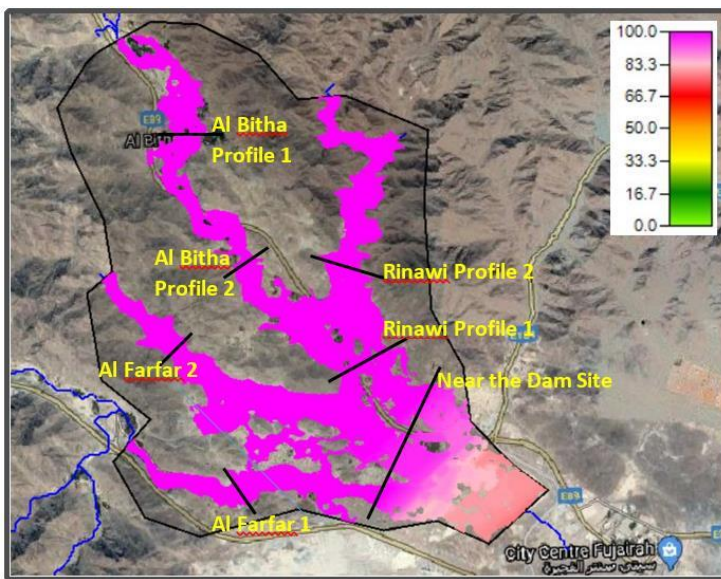 100.0
83.3
66.7
50.0
33.3
16.7
0.0
E89
Al Bitha
Profile 1
Al Bitha
Profile 2
Rinawi Profile 2
Rinawi Profile 1
Al Farfar 2
Near the Dam Site
Al Farfar 1
E89
City Centre Fujairah
سيتي سنتر الفجيرة